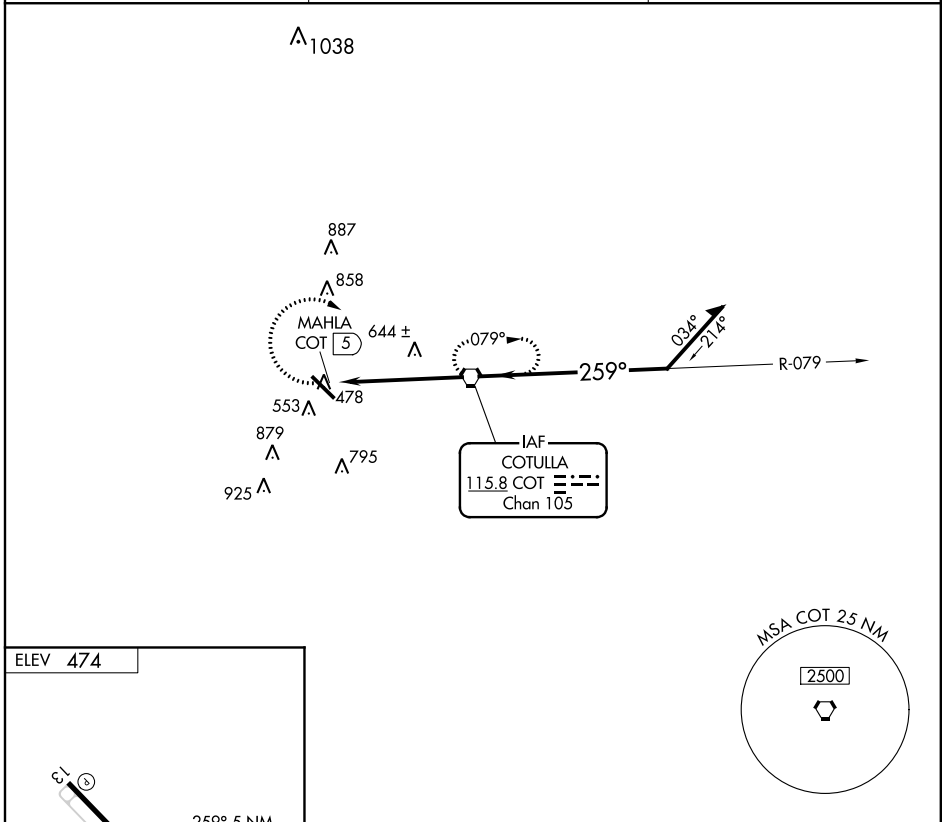 1038
887
858
MAHLA
COT 5
644 ±
079°
034°
214°
259°
R-079
478
553
879
795
925
IAF
COTULLA
115.8 COT
Chan 105
MSA COT 25 NM
2500
ELEV 474
13
P
259° 5 NM